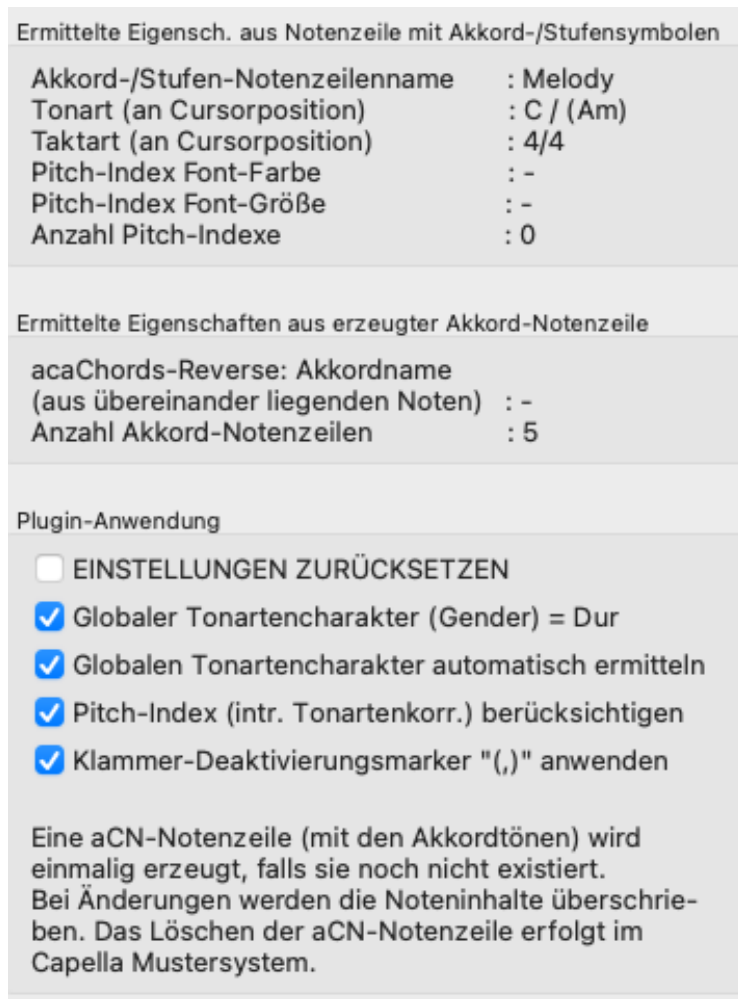 Ermittelte Eigensch. aus Notenzeile mit Akkord-/Stufensymbolen
Akkord-/Stufen-Notenzeilenname : Melody
Tonart (an Cursorposition) : C / (Am)
Taktart (an Cursorposition) : 4/4
Pitch-Index Font-Farbe : -
Pitch-Index Font-Größe : -
Anzahl Pitch-Indexe : 0
Ermittelte Eigenschaften aus erzeugter Akkord-Notenzeile
acaChords-Reverse: Akkordname
(aus übereinander liegenden Noten) : -
Anzahl Akkord-Notenzeilen : 5
Plugin-Anwendung
EINSTELLUNGEN ZURÜCKSETZEN
Globaler Tonartencharakter (Gender) = Dur
Globalen Tonartencharakter automatisch ermitteln
Pitch-Index (intr. Tonartenkorr.) berücksichtigen
Klammer-Deaktivierungsmarker "(,)" anwenden
Eine aCN-Notenzeile (mit den Akkordtönen) wird
einmalig erzeugt, falls sie noch nicht existiert.
Bei Änderungen werden die Noteninhalte überschrie-
ben. Das Löschen der aCN-Notenzeile erfolgt im
Capella Mustersystem.